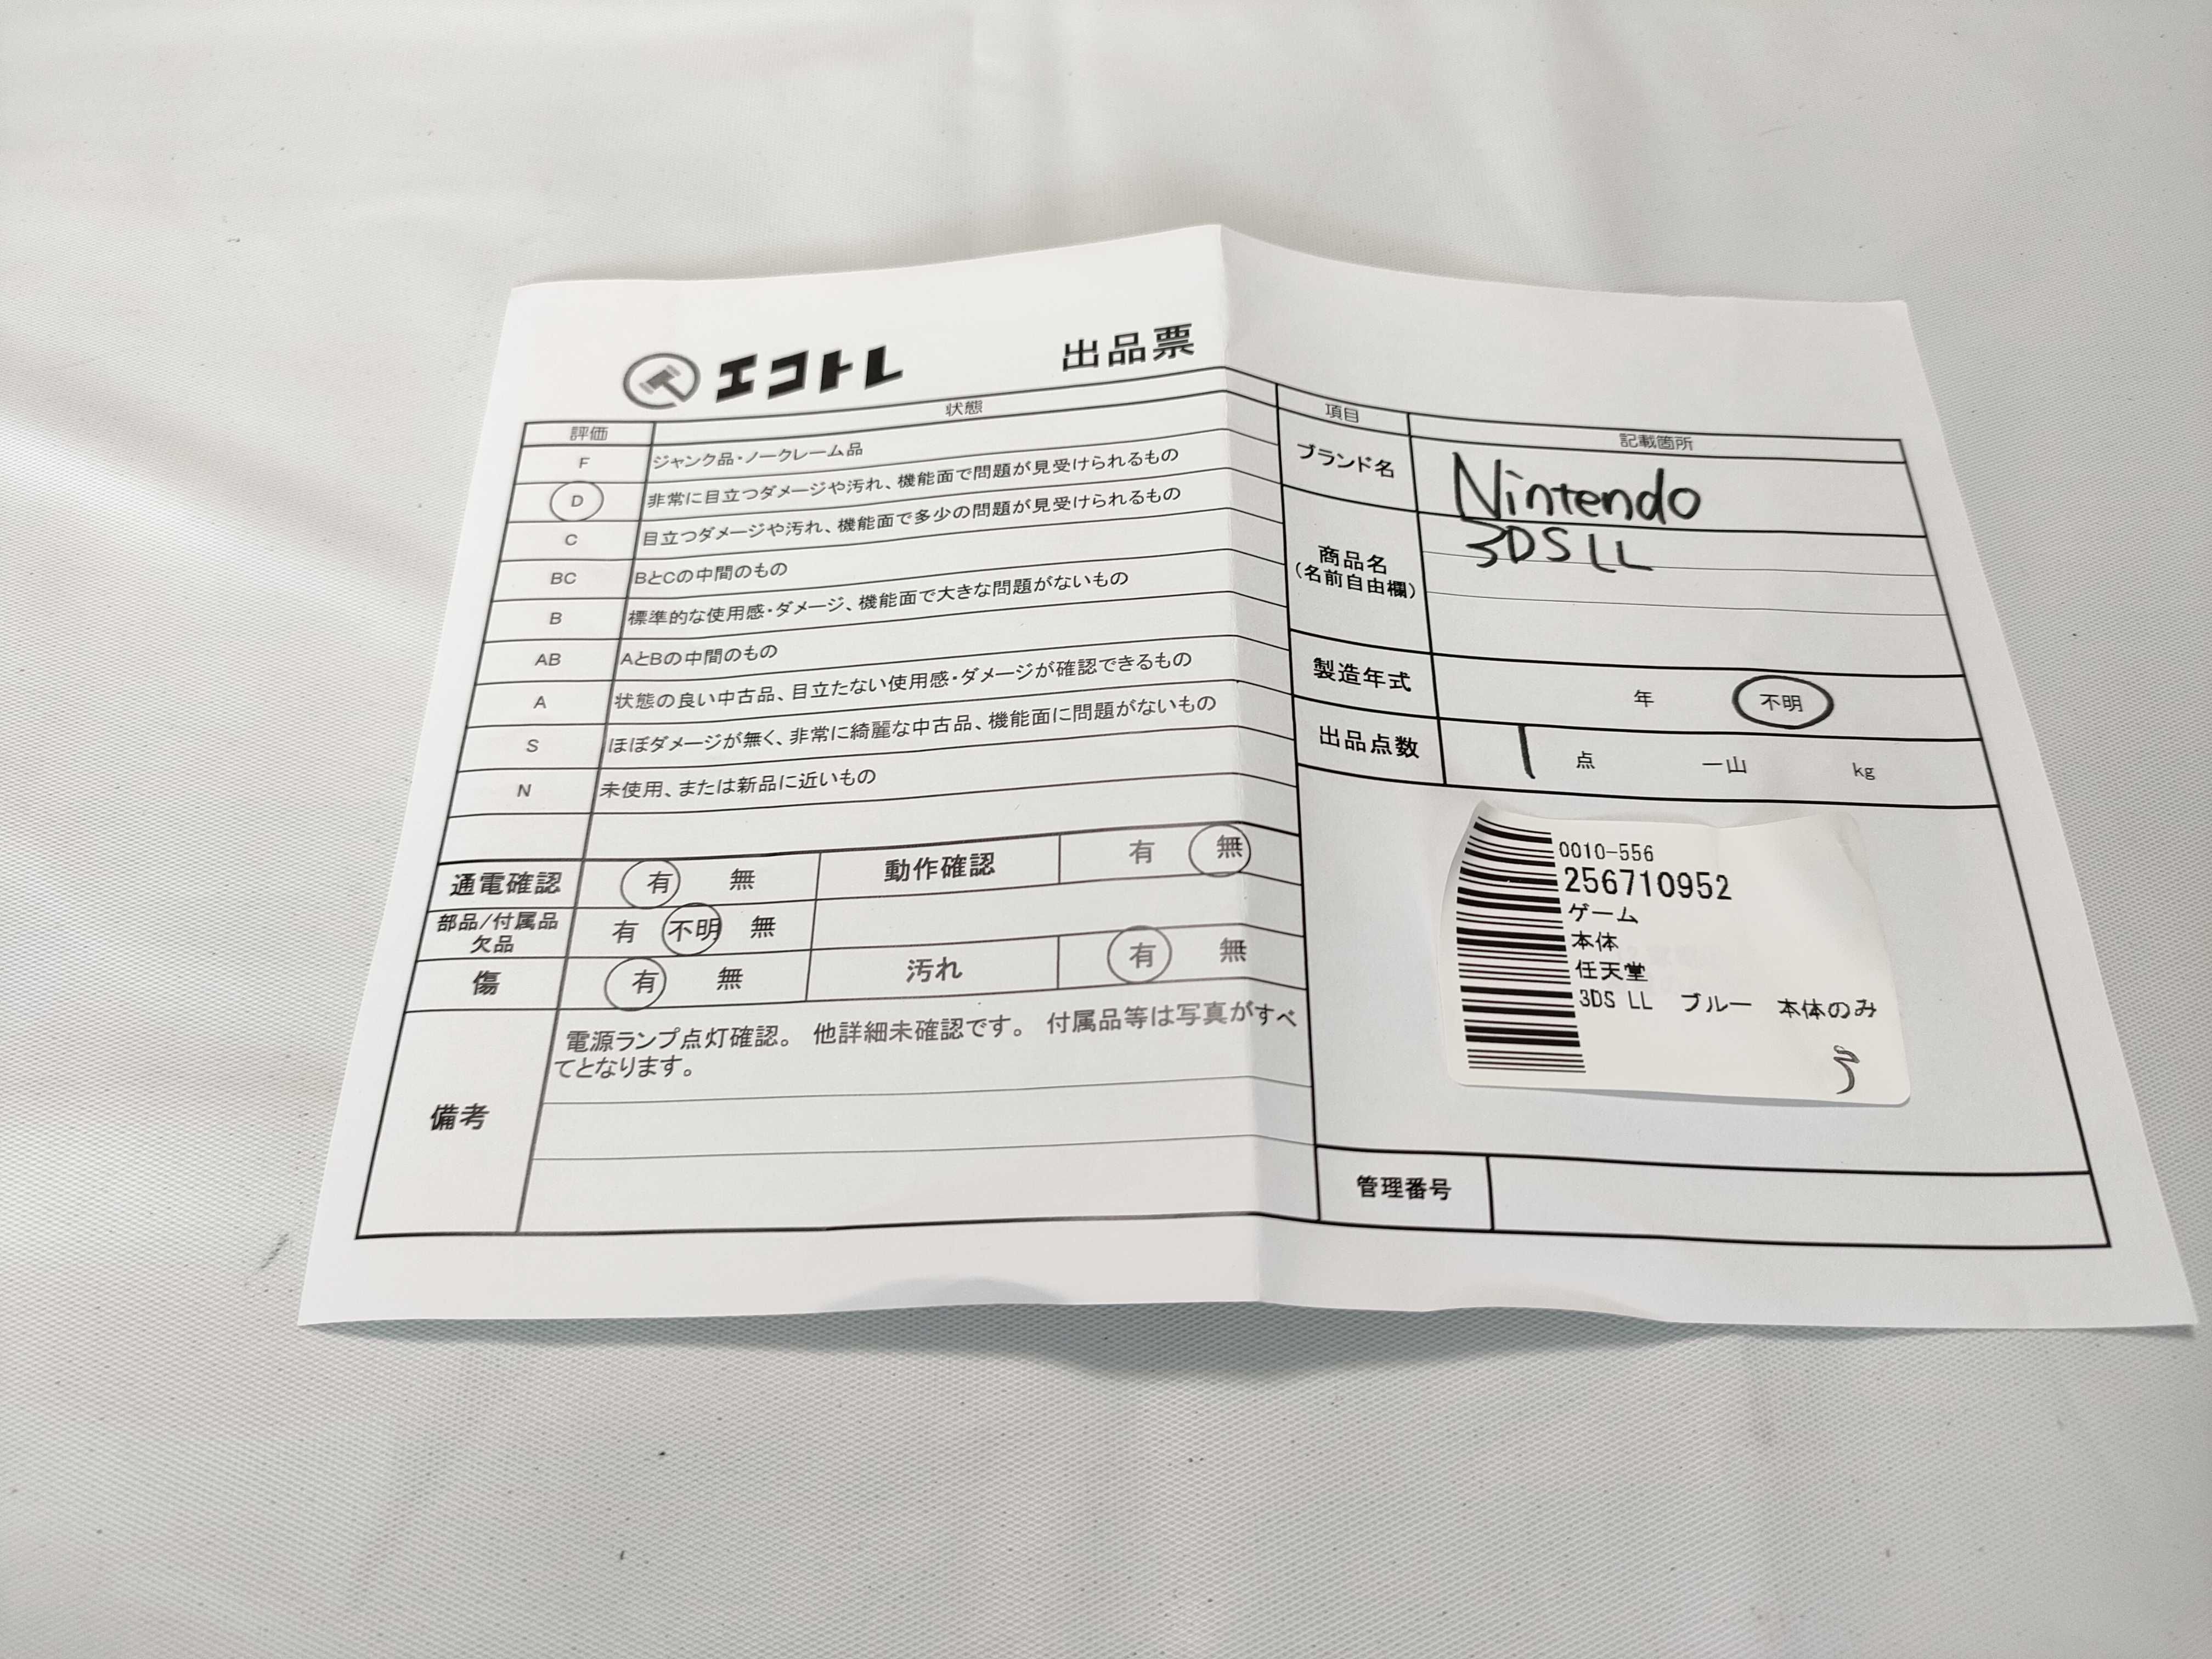 エコトレ
出品票
評価 状態
F ジャンク品・ノークレーム品
D 非常に目立つダメージや汚れ、機能面で問題が見受けられるもの
C 目立つダメージや汚れ、機能面で多少の問題が見受けられるもの
BC BとCの中間のもの
B 標準的な使用感・ダメージ、機能面で大きな問題がないもの
AB AとBの中間のもの
A 状態の良い中古品、目立たない使用感・ダメージが確認できるもの
S ほぼダメージが無く、非常に綺麗な中古品、機能面に問題がないもの
N 未使用、または新品に近いもの
通電確認 有 無 動作確認 有 無
部品/付属品
欠品
有 不明 無
傷 有 無 汚れ 有 無
備考
電源ランプ点灯確認。 他詳細未確認です。 付属品等は写真がすべ
てとなります。
項目 記載箇所
ブランド名 Nintendo
商品名
(名前自由欄)
3DS LL
製造年式 年 不明
出品点数 1 点 一山 kg
0010-556
256710952
ゲーム
本体
任天堂
3DS LL ブルー 本体のみ
管理番号